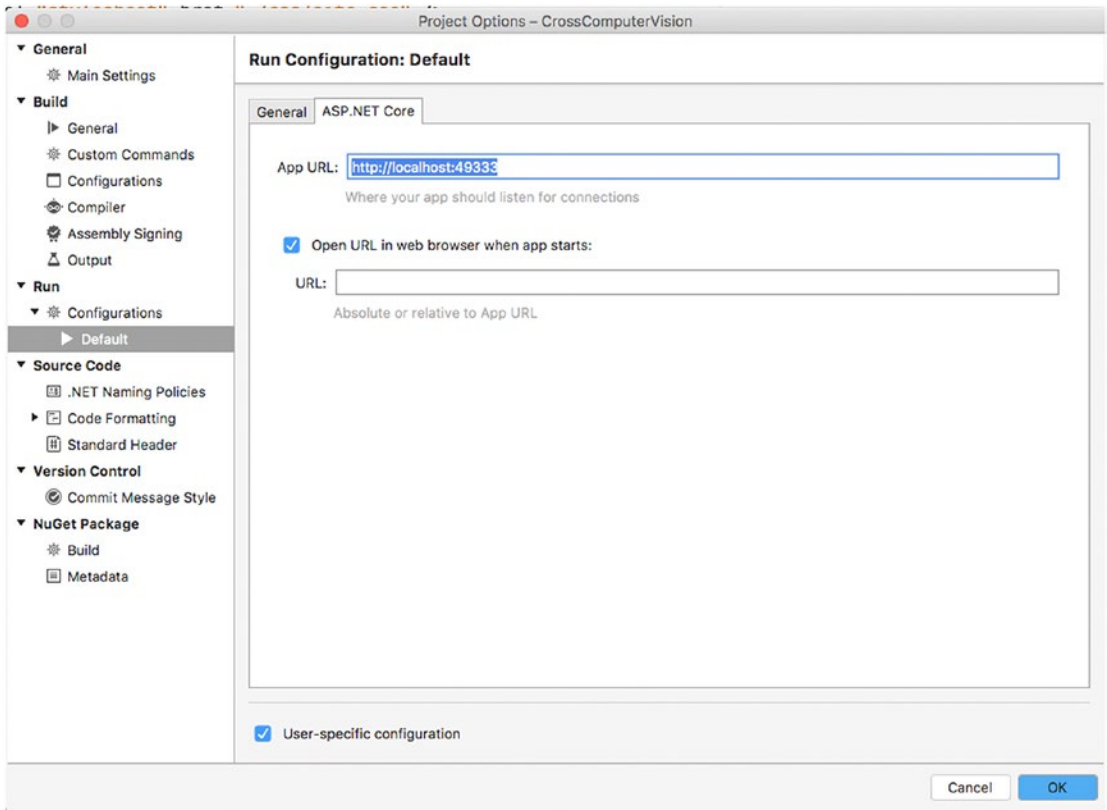 Project Options – CrossComputerVision
General
Main Settings
Build
General
Custom Commands
Configurations
Compiler
Assembly Signing
Output
Run
Configurations
Default
Source Code
.NET Naming Policies
Code Formatting
Standard Header
Version Control
Commit Message Style
NuGet Package
Build
Metadata
Run Configuration: Default
General ASP.NET Core
App URL: http://localhost:49333
Where your app should listen for connections
Open URL in web browser when app starts:
URL:
Absolute or relative to App URL
User-specific configuration
Cancel OK